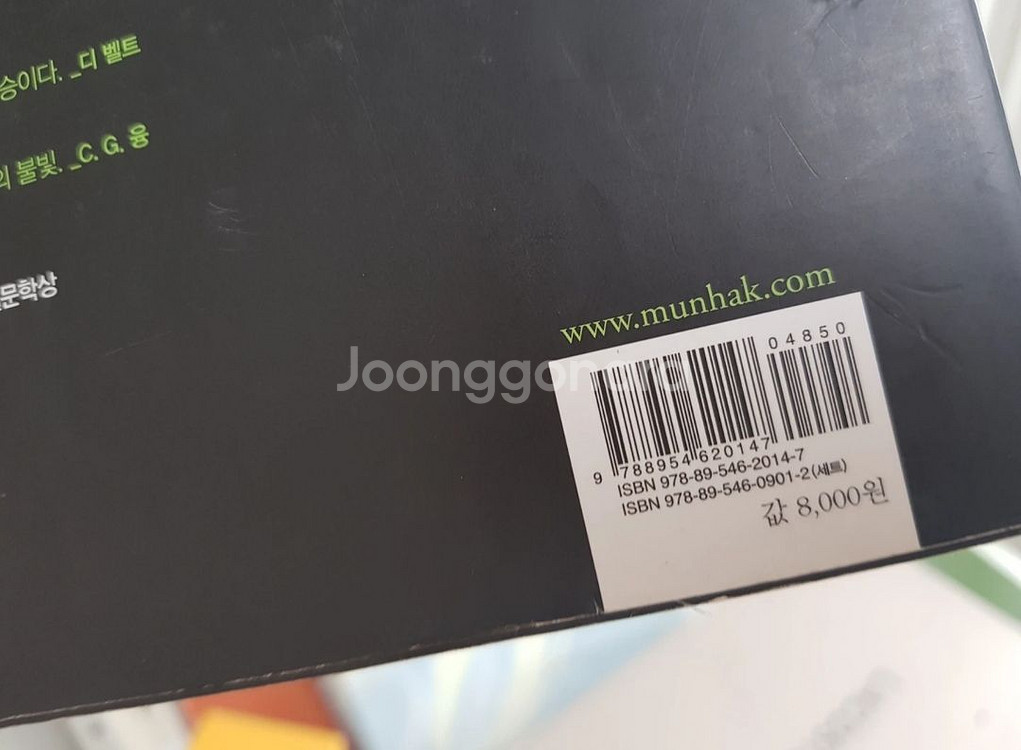 승이다. _디 벨트
의 불빛. _C. G. 융
문학상
www.munhak.com
Joonggonara
04850
9 788954 620147
ISBN 978-89-546-2014-7
ISBN 978-89-546-0901-2(세트)
값 8,000원